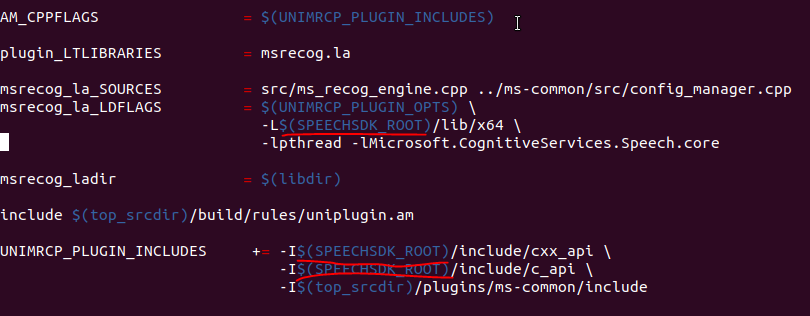 AM_CPPFLAGS = $(UNIMRCP_PLUGIN_INCLUDES)
plugin_LTLIBRARIES = msrecog.la
msrecog_la_SOURCES = src/ms_recog_engine.cpp ../ms-common/src/config_manager.cpp
msrecog_la_LDFLAGS = $(UNIMRCP_PLUGIN_OPTS) \
-L$(SPEECHSDK_ROOT)/lib/x64 \
-lpthread -lMicrosoft.CognitiveServices.Speech.core
msrecog_ladir = $(libdir)
include $(top_srcdir)/build/rules/uniplugin.am
UNIMRCP_PLUGIN_INCLUDES += -I$(SPEECHSDK_ROOT)/include/cxx_api \
-I$(SPEECHSDK_ROOT)/include/c_api \
-I$(top_srcdir)/plugins/ms-common/include